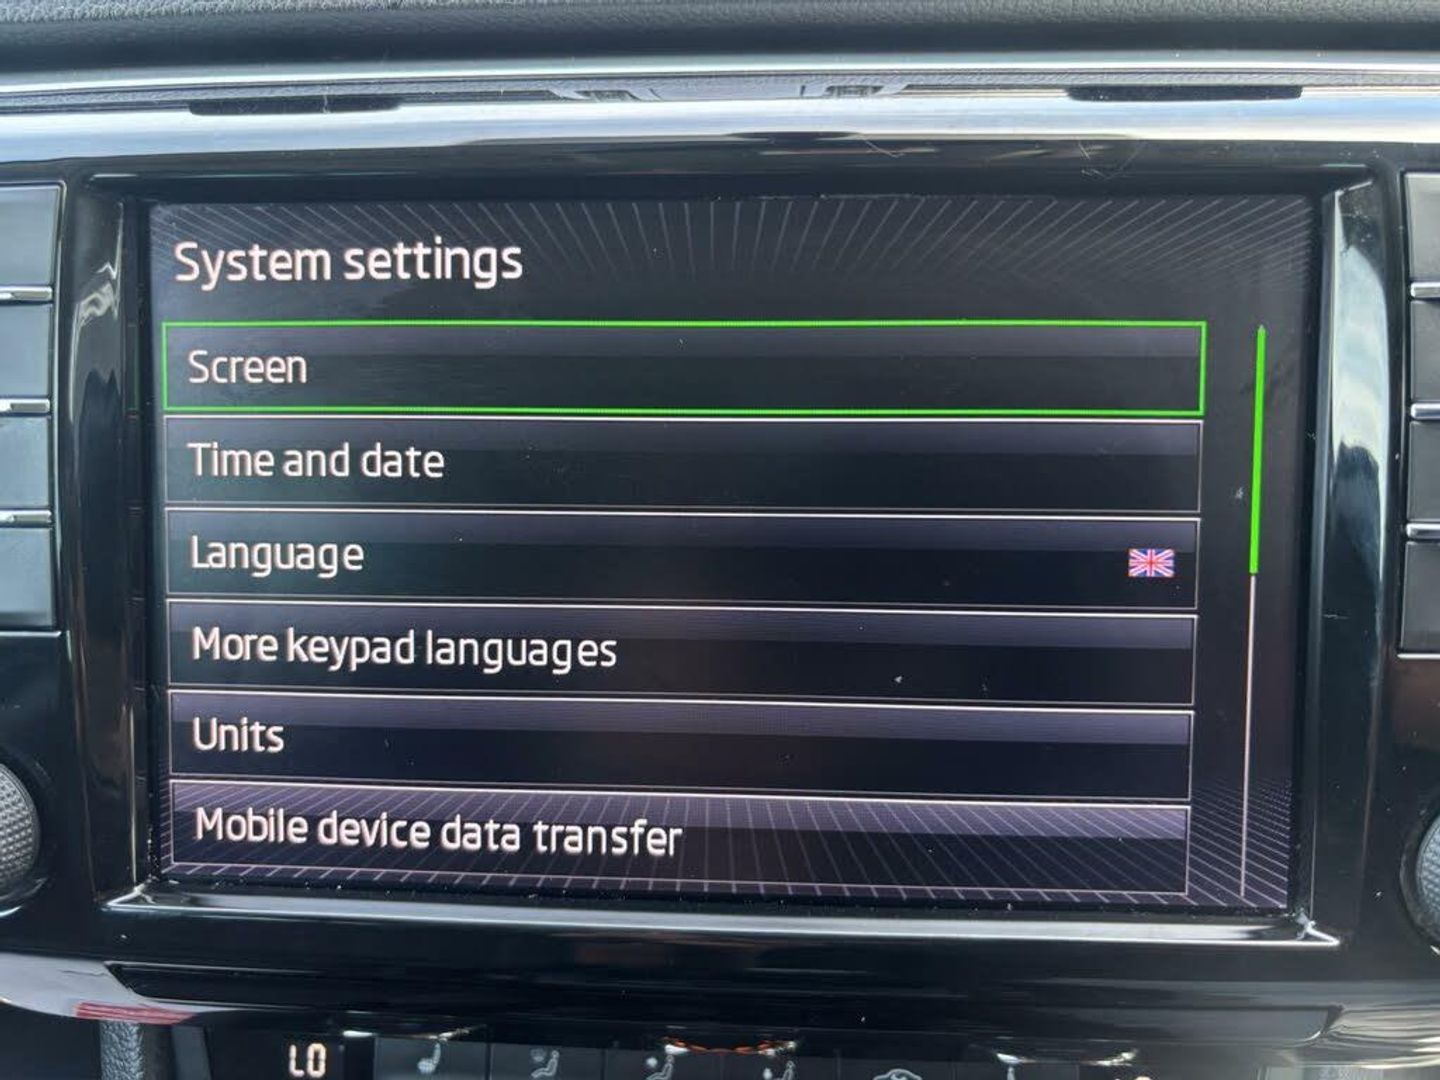 System settings
Screen
Time and date
Language
More keypad languages
Units
Mobile device data transfer
LO